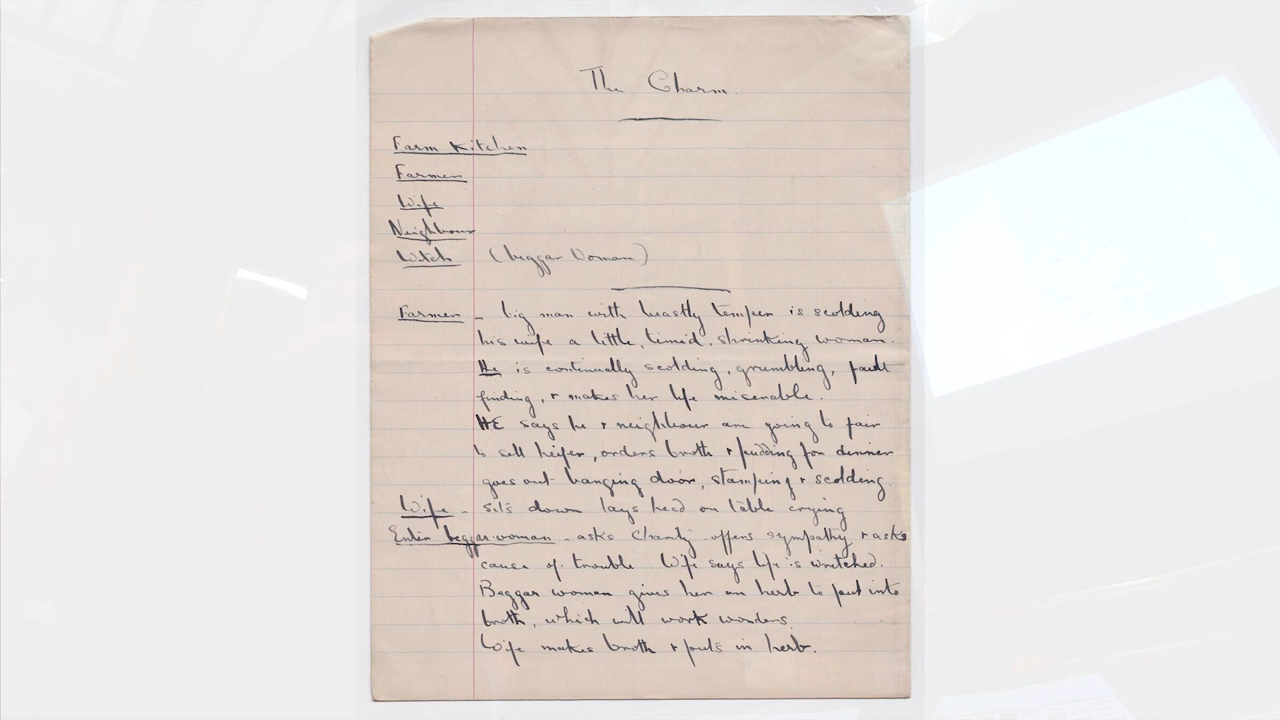 The Charm.
Farm Kitchen
Farmer
Wife
Neighbour
Witch (beggar Woman)
Farmer - big man with beastly temper is scolding
his wife a little, timid, shrinking woman.
He is continually scolding, grumbling, fault
finding, + makes her life miserable.
HE says he + neighbour are going to fair
to sell heifer, orders broth + pudding for dinner
goes out banging door, stamping + scolding.
Wife - sits down lays head on table crying
Enter beggar-woman - asks charity offers sympathy + asks
cause of trouble Wife says life is wretched.
Beggar woman gives her an herb to put into
broth, which will work wonders.
Wife makes broth + puts in herb.